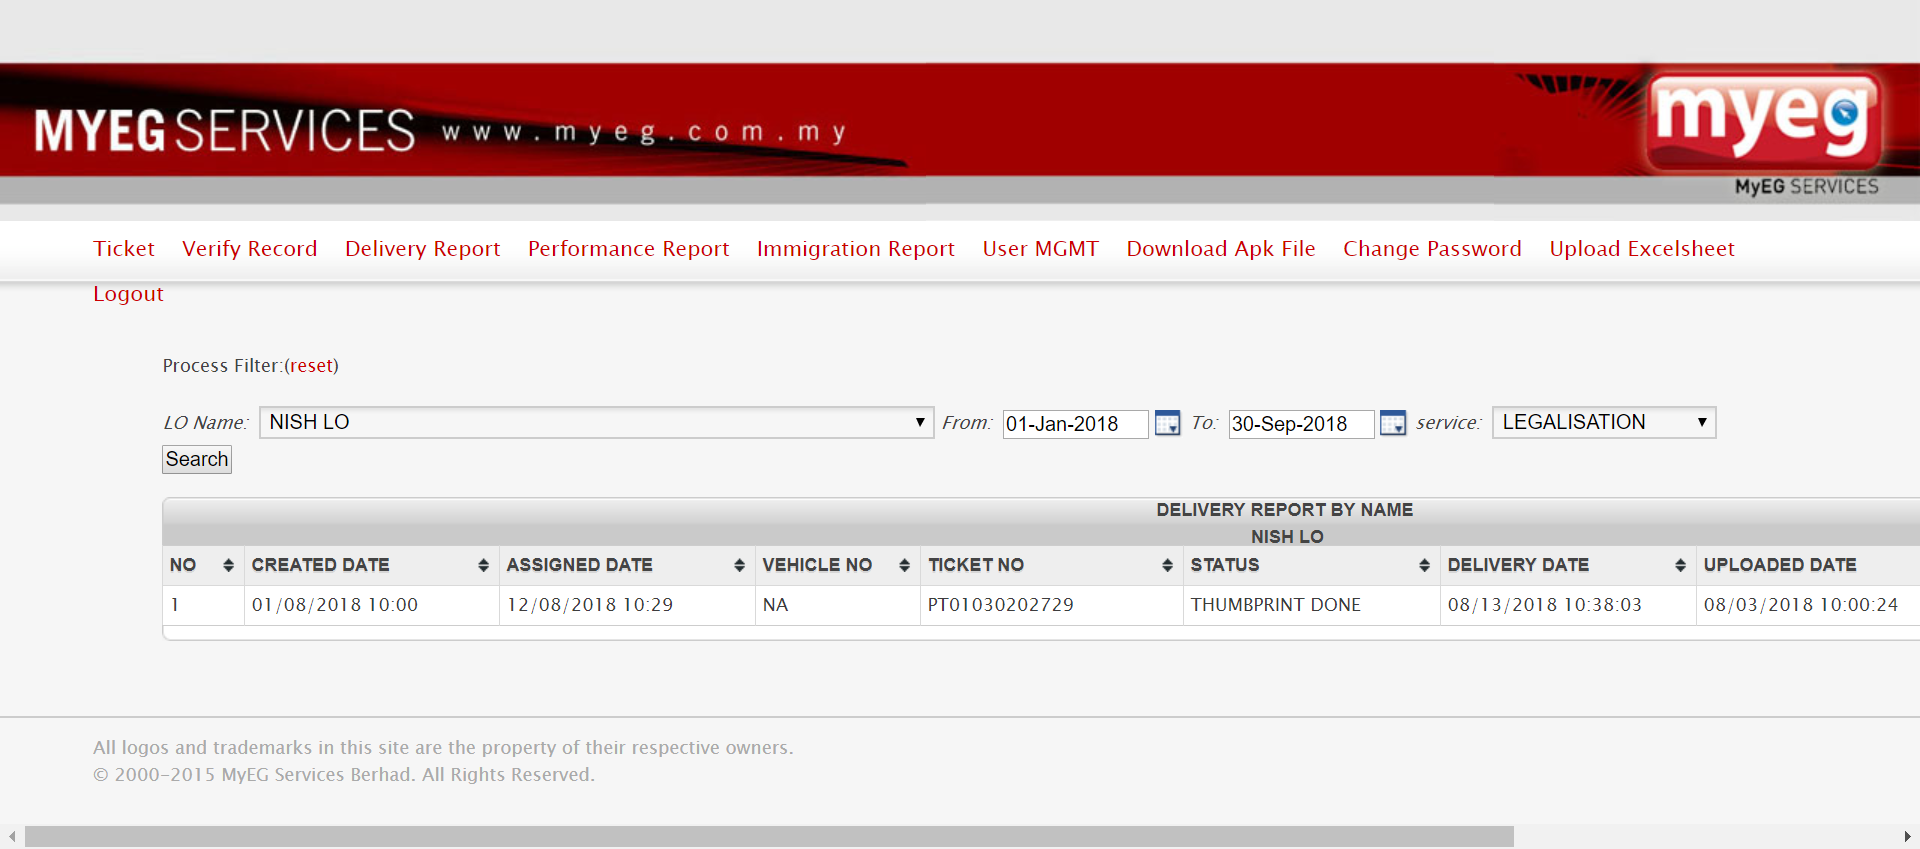 MYEG SERVICES www.myeg.com.my
myeg
MyEG SERVICES
Ticket Verify Record Delivery Report Performance Report Immigration Report User MGMT Download Apk File Change Password Upload Excelsheet
Logout
Process Filter:(reset)
LO Name: NISH LO From: 01-Jan-2018 To: 30-Sep-2018 service: LEGALISATION
Search
DELIVERY REPORT BY NAME
NISH LO
NO CREATED DATE ASSIGNED DATE VEHICLE NO TICKET NO STATUS DELIVERY DATE UPLOADED DATE
1 01/08/2018 10:00 12/08/2018 10:29 NA PT01030202729 THUMBPRINT DONE 08/13/2018 10:38:03 08/03/2018 10:00:24
All logos and trademarks in this site are the property of their respective owners.
© 2000-2015 MyEG Services Berhad. All Rights Reserved.